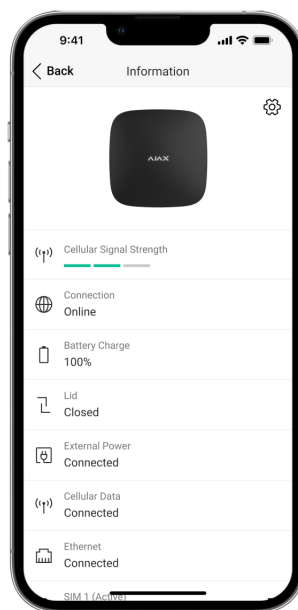 9:41
Back
Information
AJAX
Cellular Signal Strength
Connection
Online
Battery Charge
100%
Lid
Closed
External Power
Connected
Cellular Data
Connected
Ethernet
Connected
SIM 1 (Active)